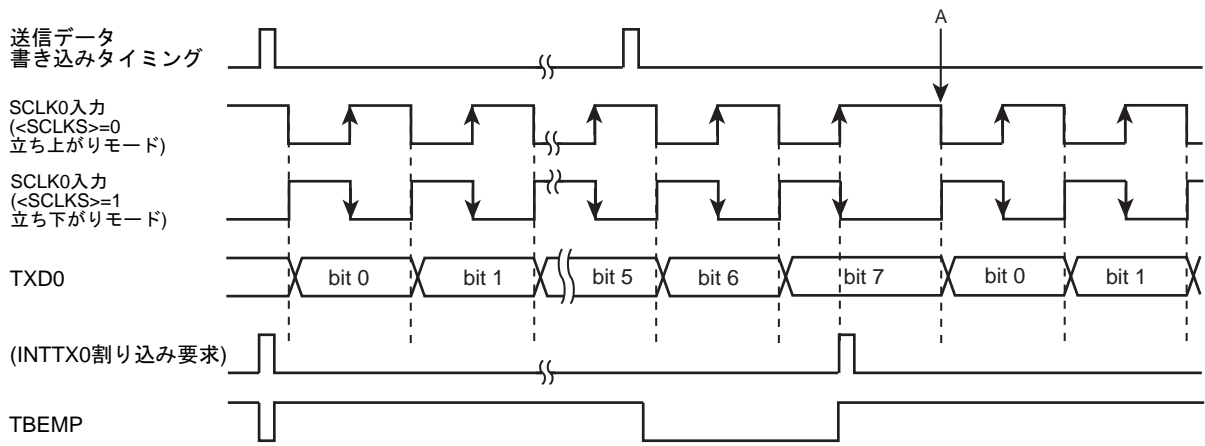 A
送信データ
書き込みタイミング
SCLK0入力
(<SCLKS>=0
立ち上がりモード)
SCLK0入力
(<SCLKS>=1
立ち下がりモード)
TXD0
bit 0
bit 1
bit 5
bit 6
bit 7
bit 0
bit 1
(INTTX0割り込み要求)
TBEMP